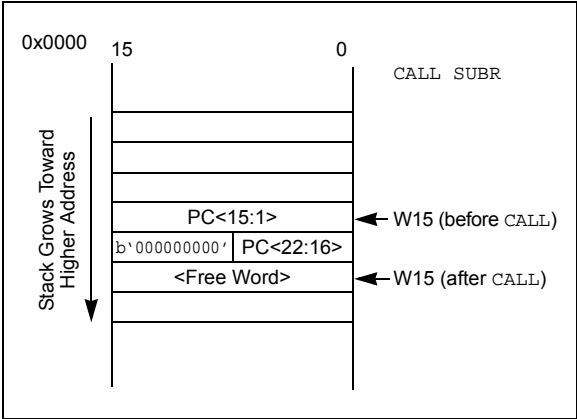 0x0000
15 0
CALL SUBR
Stack Grows Toward
Higher Address
PC<15:1>
W15 (before CALL)
b‘000000000’ PC<22:16>
<Free Word>
W15 (after CALL)